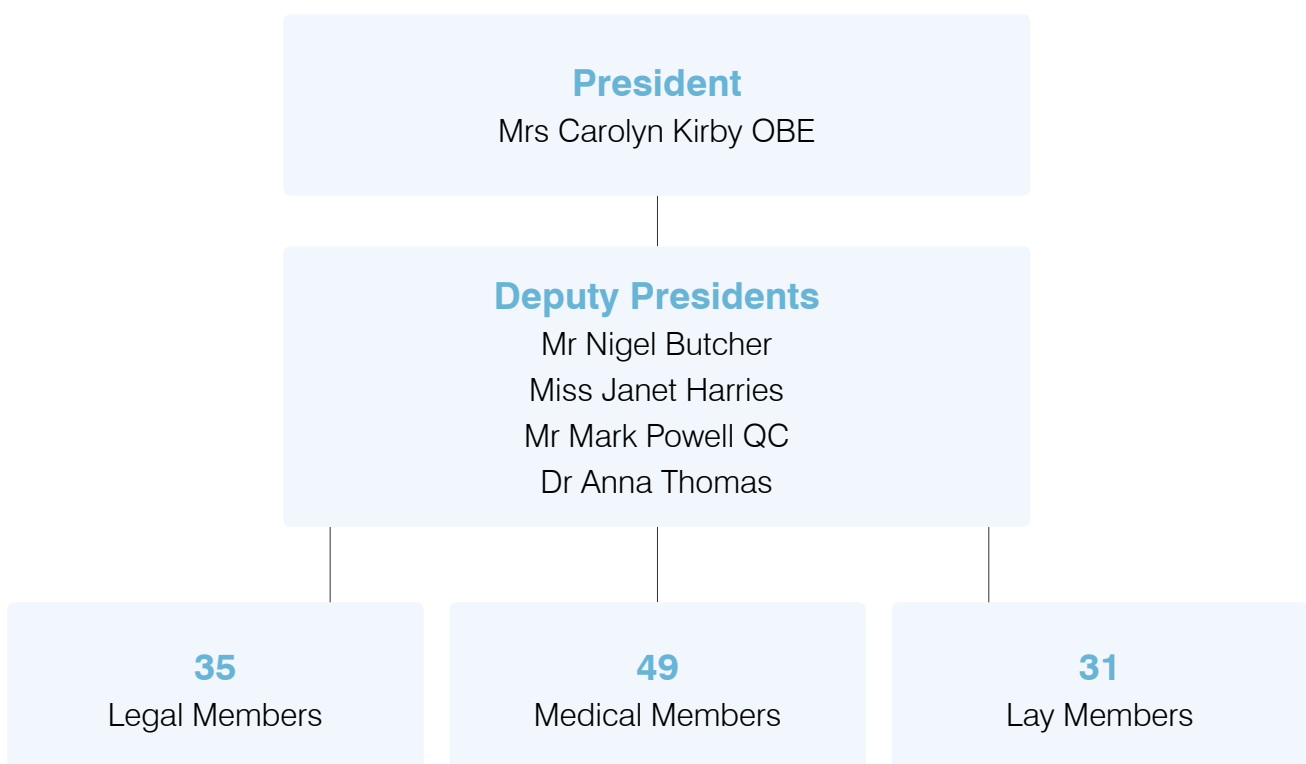 President
Mrs Carolyn Kirby OBE
Deputy Presidents
Mr Nigel Butcher
Miss Janet Harries
Mr Mark Powell QC
Dr Anna Thomas
35
Legal Members
49
Medical Members
31
Lay Members